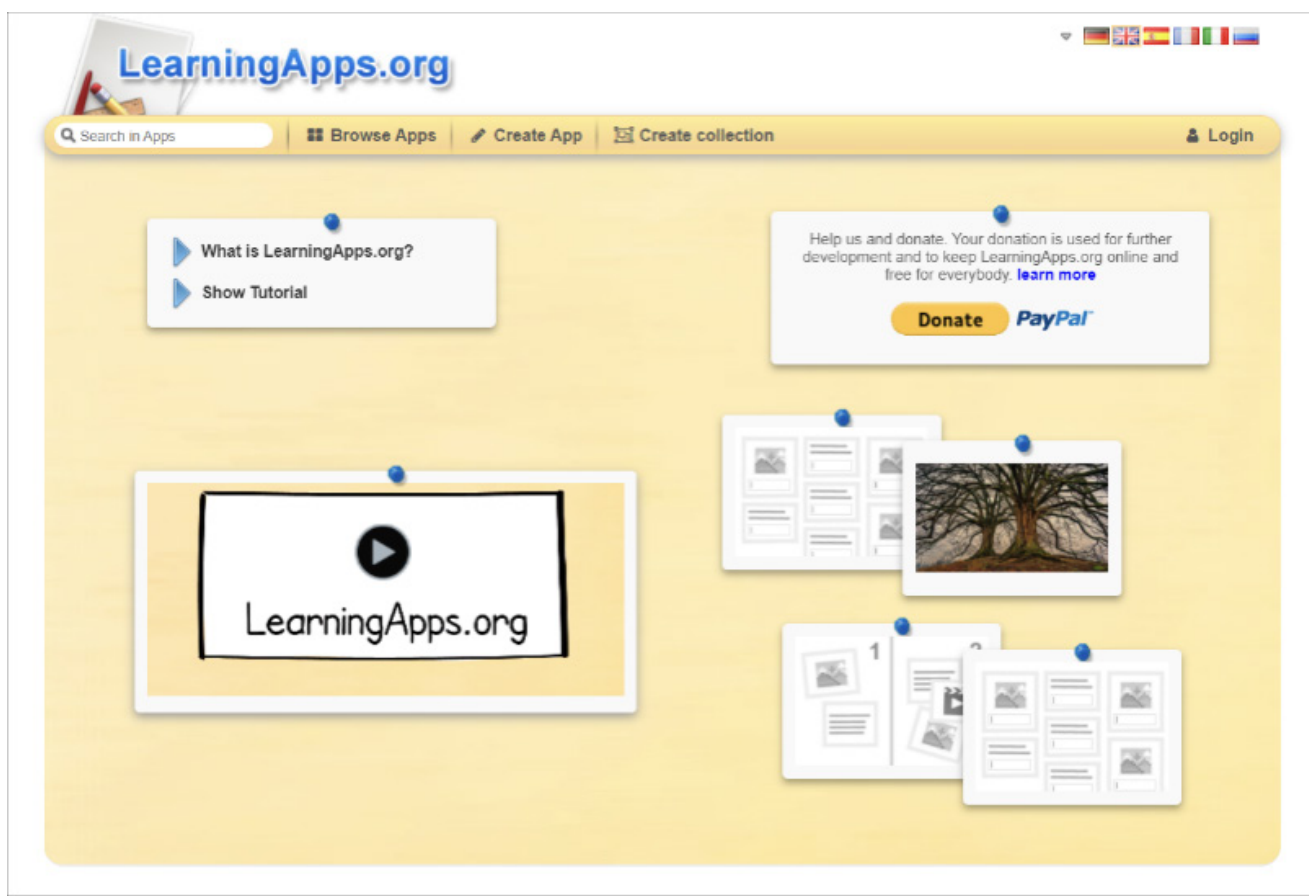 LearningApps.org
Search in Apps
Browse Apps
Create App
Create collection
Login
What is LearningApps.org?
Show Tutorial
Help us and donate. Your donation is used for further
development and to keep LearningApps.org online and
free for everybody. learn more
Donate PayPal™
LearningApps.org
1
2